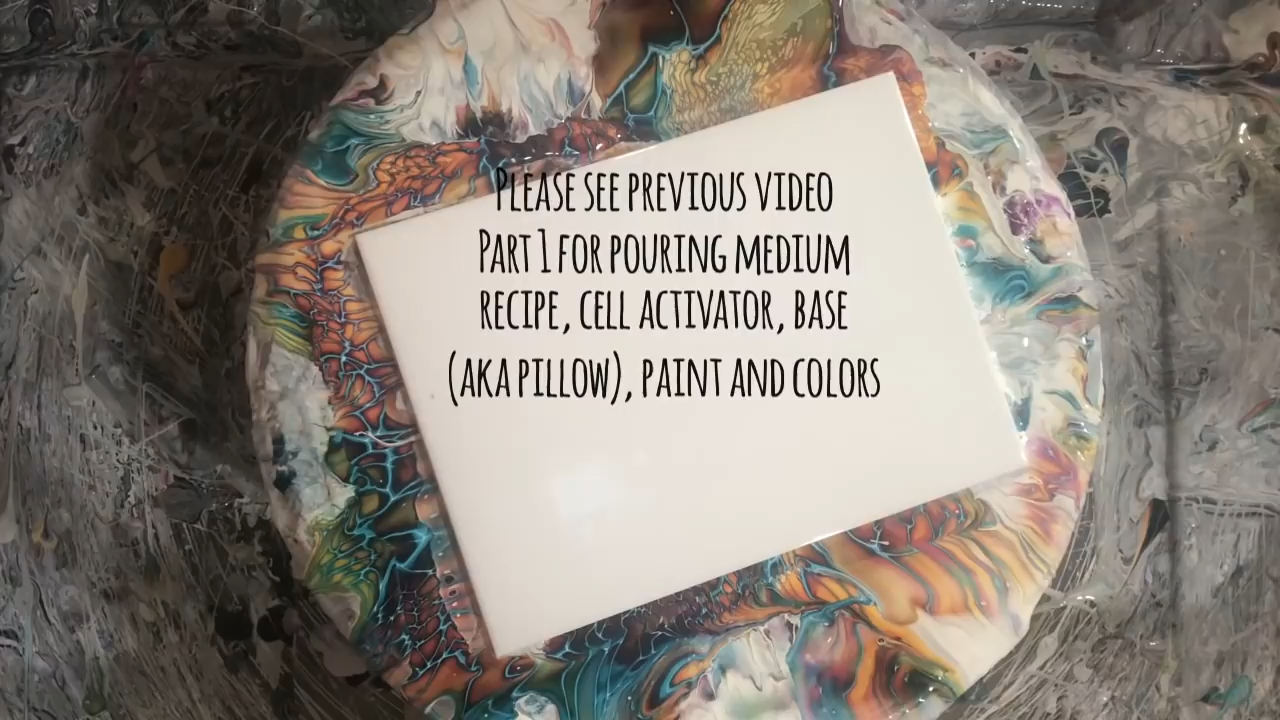 Please see previous video
Part 1 for pouring medium
recipe, cell activator, base
(aka pillow), paint and colors